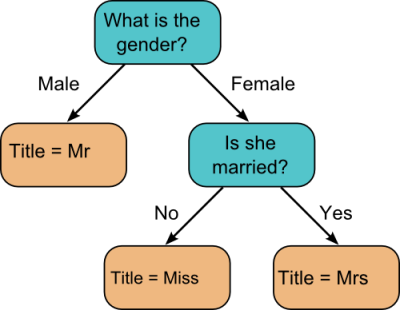 What is the
gender?
Male
Female
Title = Mr
Is she
married?
No
Yes
Title = Miss
Title = Mrs